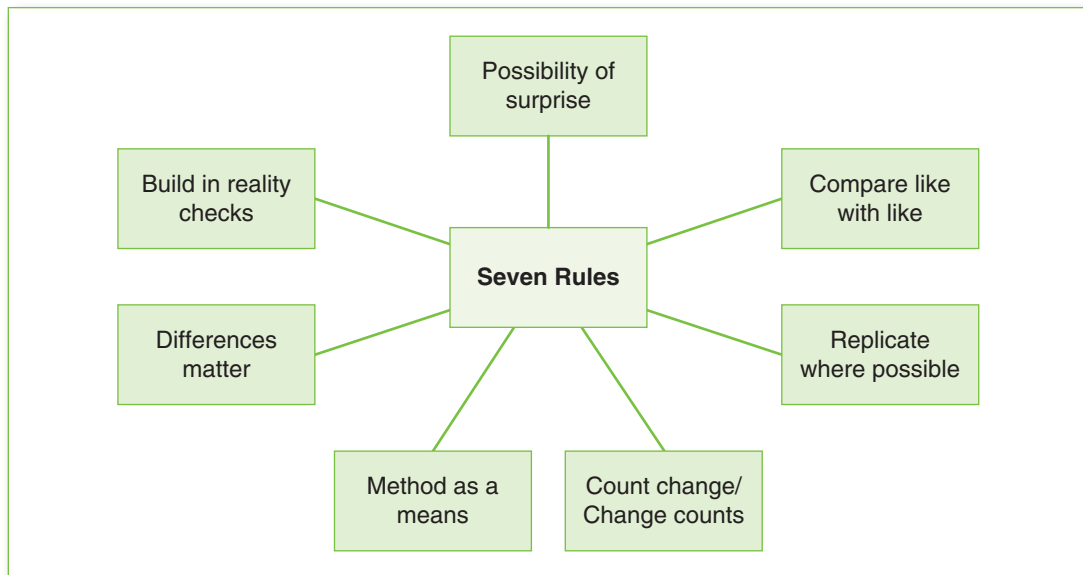 Possibility of
surprise
Build in reality
checks
Compare like
with like
Seven Rules
Differences
matter
Replicate
where possible
Method as a
means
Count change/
Change counts